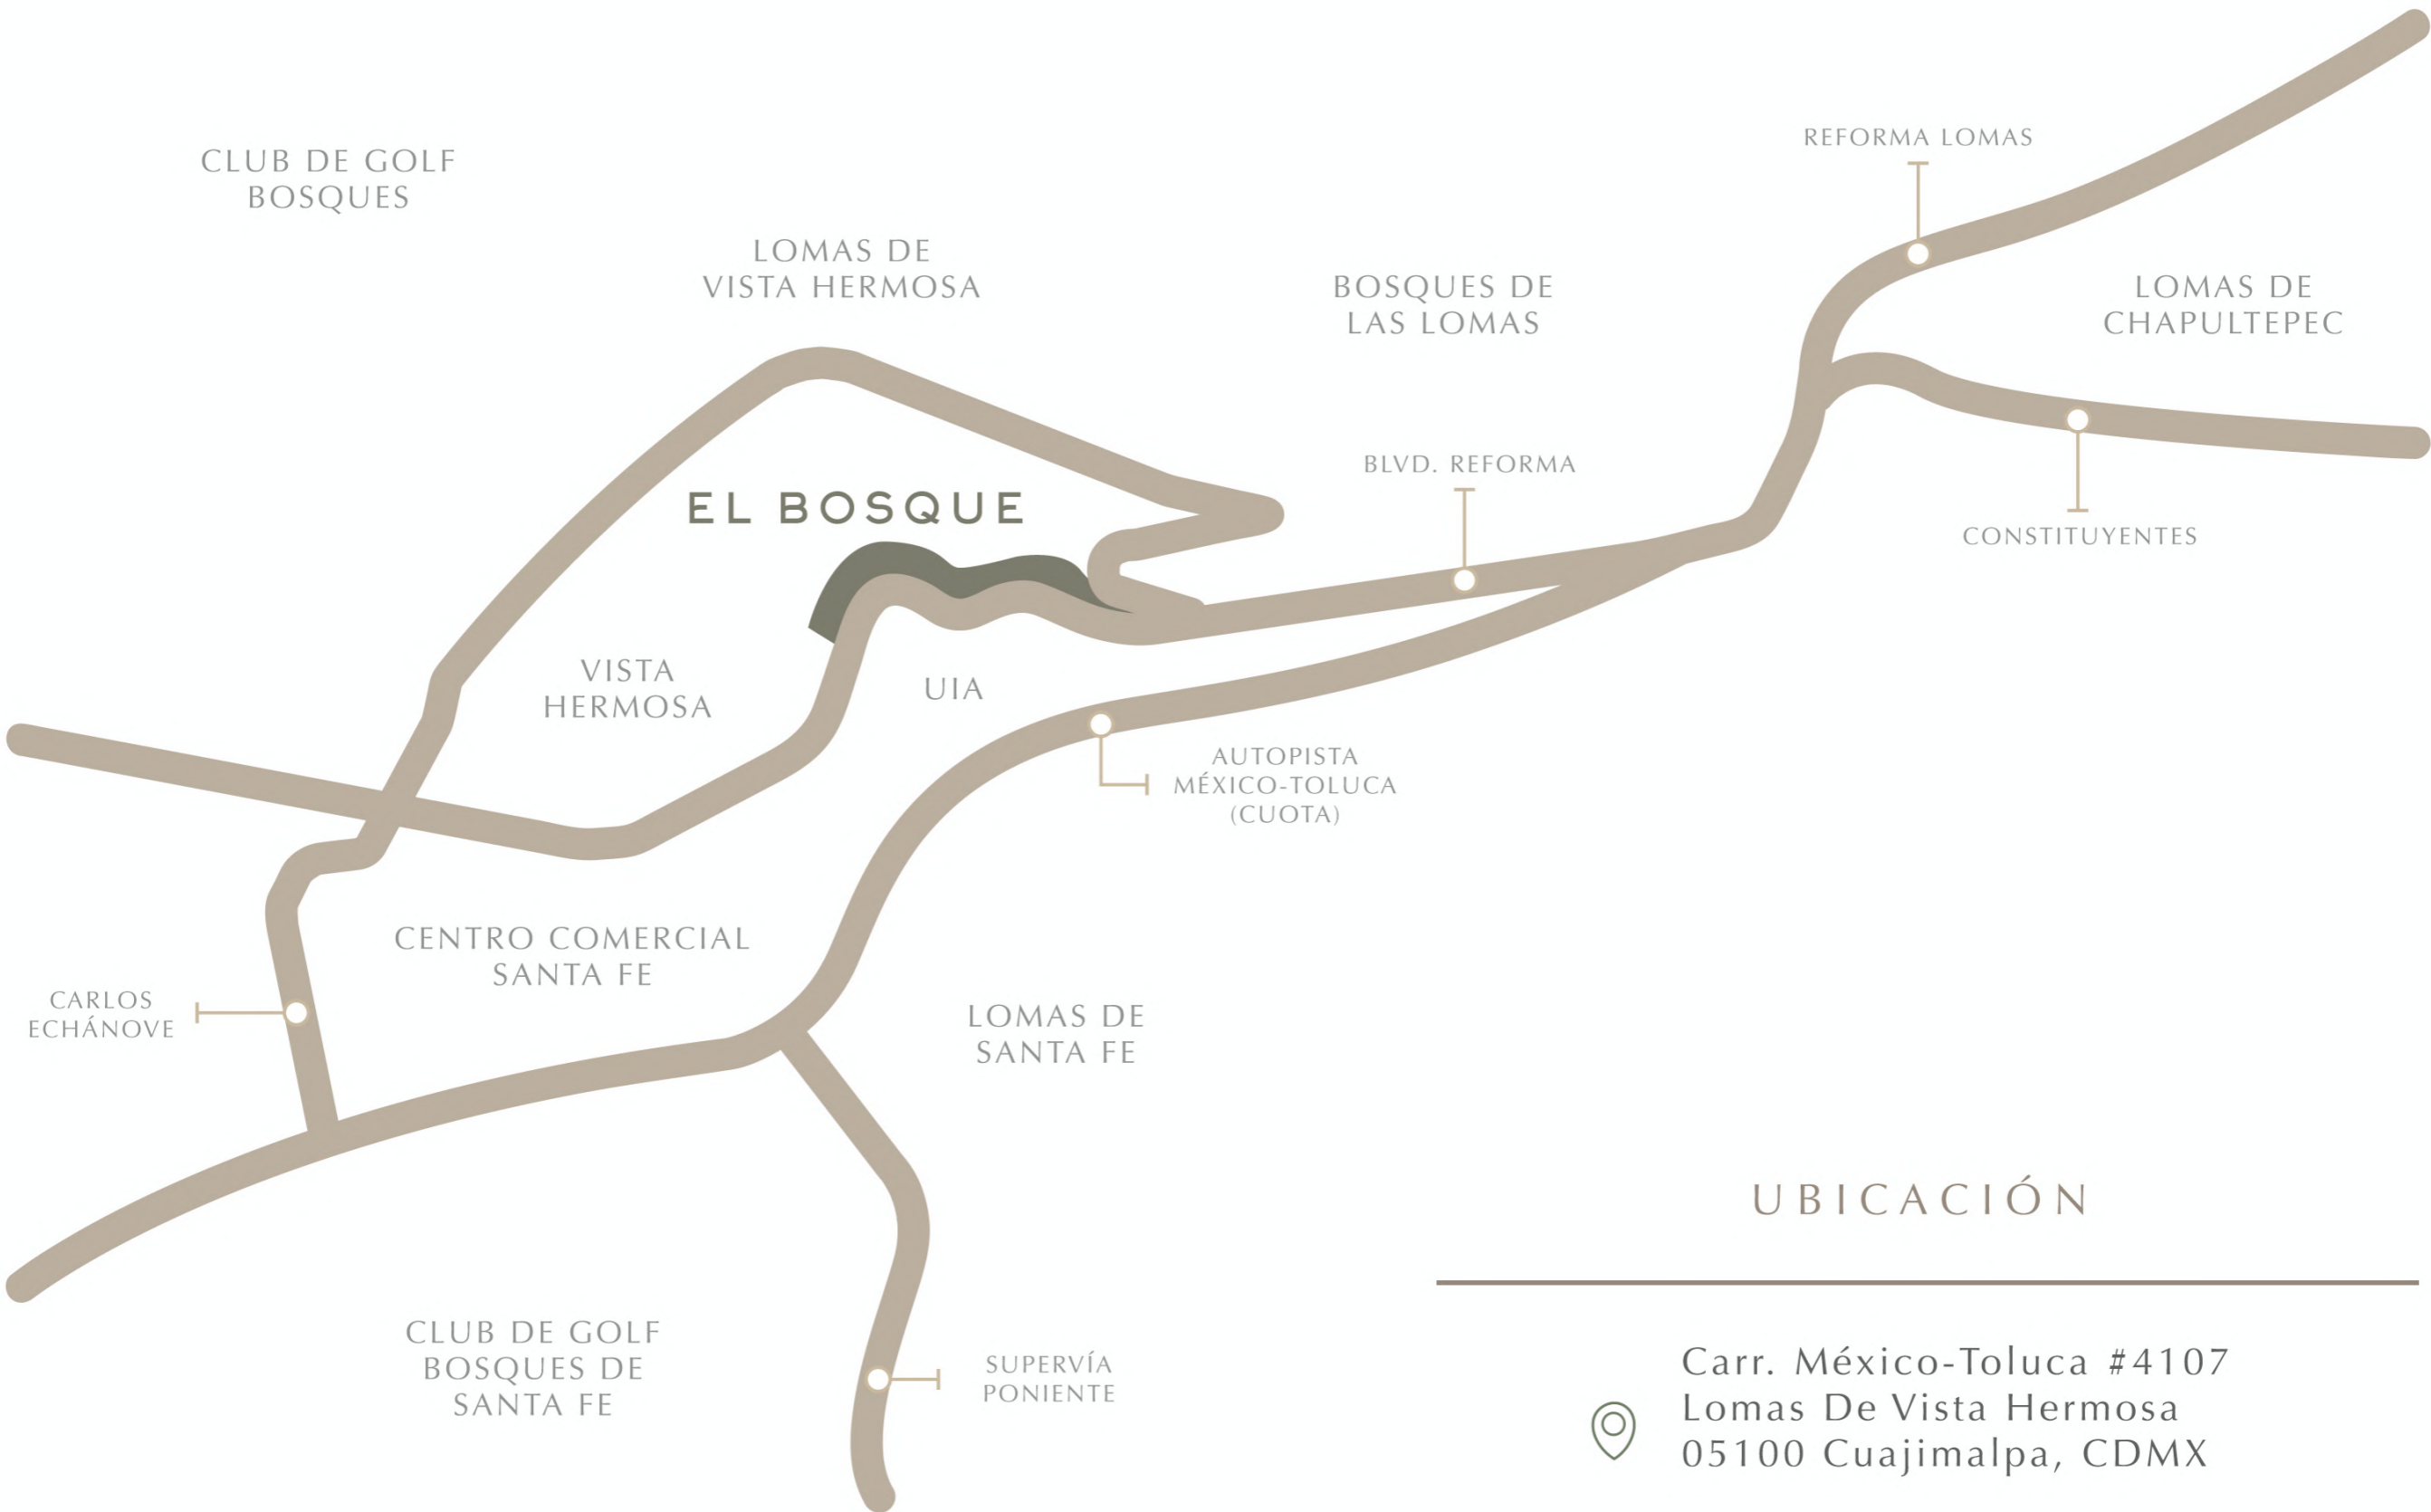 REFORMA LOMAS
CLUB DE GOLF
BOSQUES
LOMAS DE
VISTA HERMOSA
BOSQUES DE
LAS LOMAS
LOMAS DE
CHAPULTEPEC
BLVD. REFORMA
EL BOSQUE
CONSTITUYENTES
VISTA
HERMOSA
UIA
AUTOPISTA
MÉXICO-TOLUCA
(CUOTA)
CENTRO COMERCIAL
SANTA FE
CARLOS
ECHÁNOVE
LOMAS DE
SANTA FE
CLUB DE GOLF
BOSQUES DE
SANTA FE
SUPERVÍA
PONIENTE
UBICACIÓN
Carr. México-Toluca #4107
Lomas De Vista Hermosa
05100 Cuajimalpa, CDMX